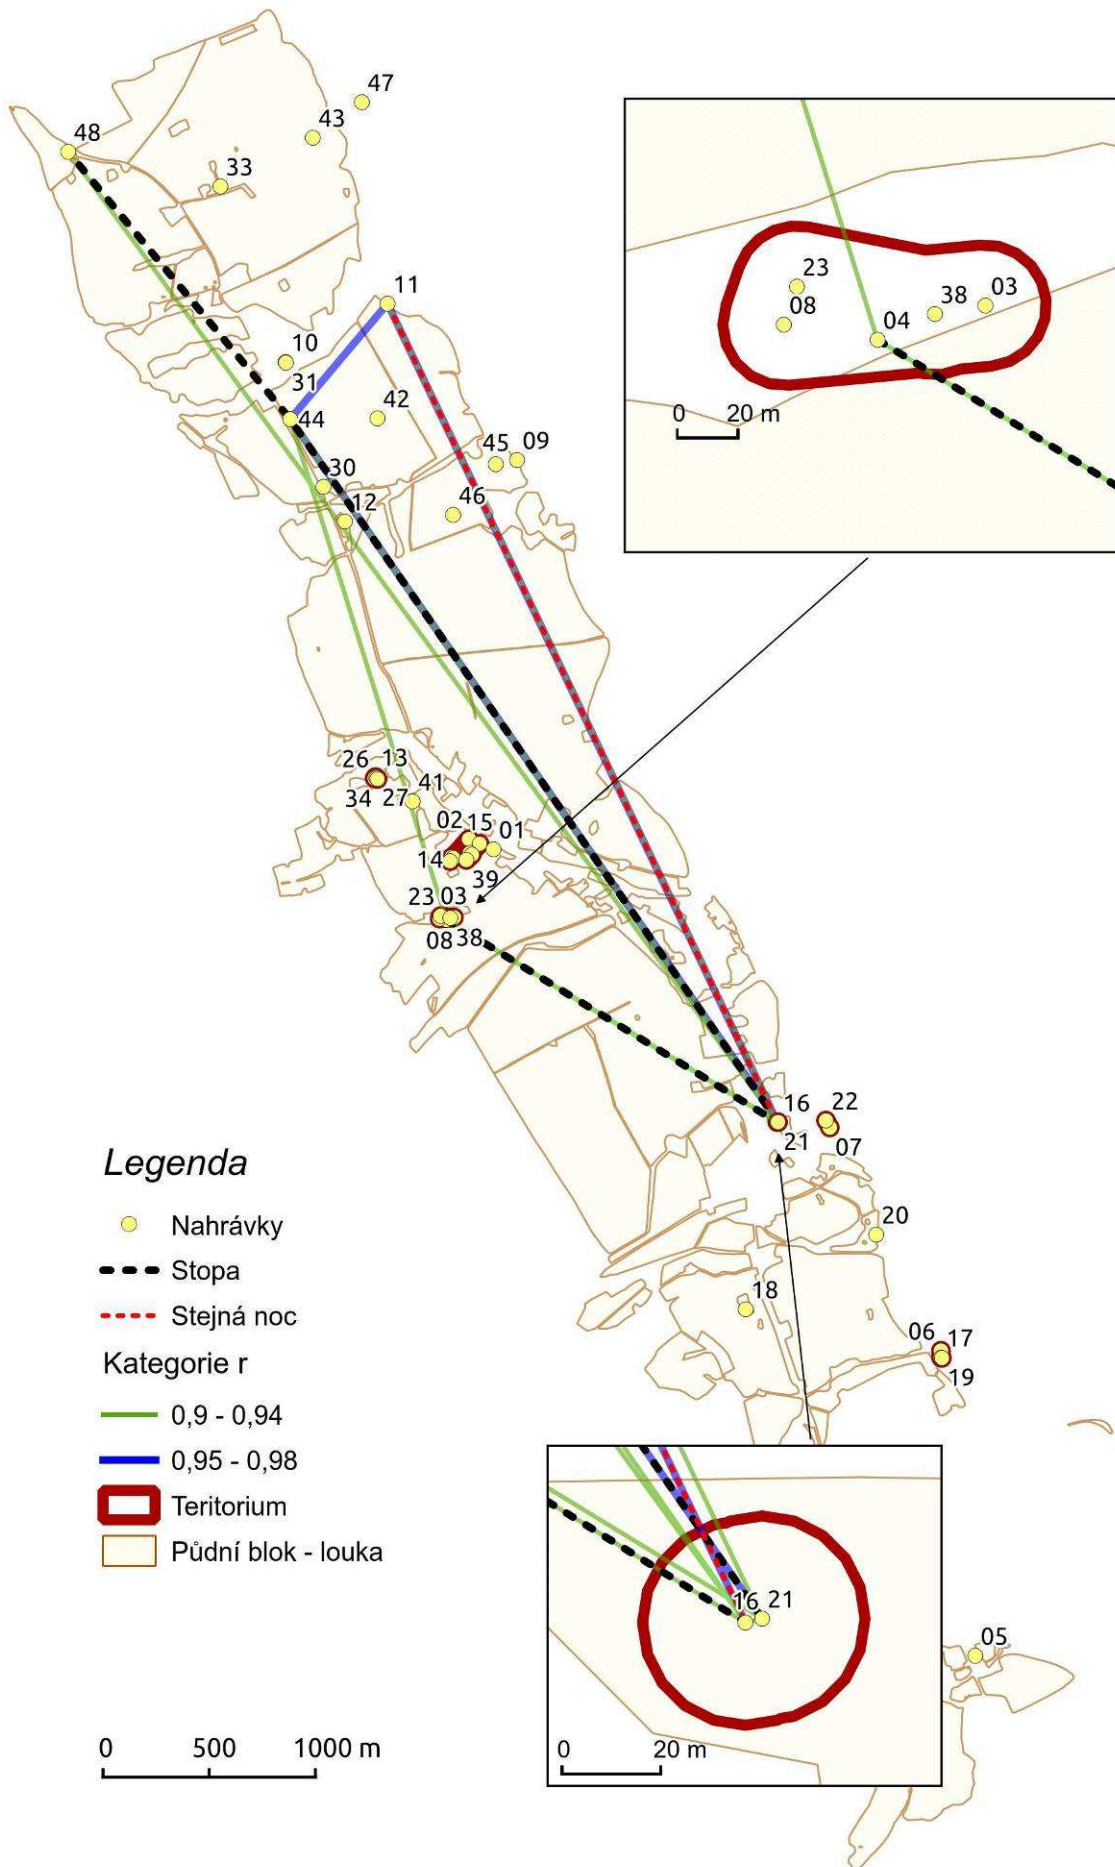 47
43
48
33
11
10
31
44
42
45 09
30
12
46
26 13
34 27 41
02 15 01
14
39
23 03
08 38
16
21
22
07
20
18
06 17
19
05
23
08
38 03
04
0 20 m
16 21
0 20 m
Legenda
Nahrávky
Stopa
Stejná noc
Kategorie r
0,9 - 0,94
0,95 - 0,98
Teritorium
Půdní blok - louka
0 500 1000 m